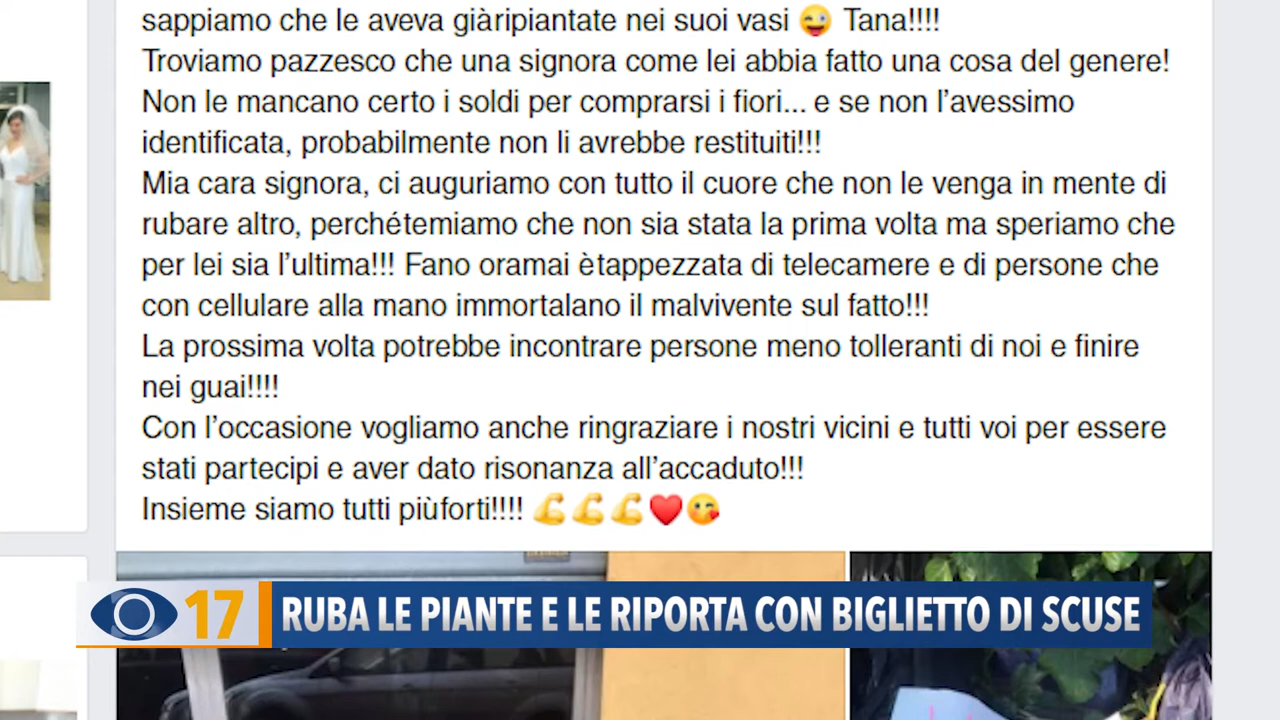 sappiamo che le aveva giàripiantate nei suoi vasi 😜 Tana!!!!
Troviamo pazzesco che una signora come lei abbia fatto una cosa del genere!
Non le mancano certo i soldi per comprarsi i fiori... e se non l'avessimo
identificata, probabilmente non li avrebbe restituiti!!!
Mia cara signora, ci auguriamo con tutto il cuore che non le venga in mente di
rubare altro, perchétemiamo che non sia stata la prima volta ma speriamo che
per lei sia l'ultima!!! Fano oramai ètappezzata di telecamere e di persone che
con cellulare alla mano immortalano il malvivente sul fatto!!!
La prossima volta potrebbe incontrare persone meno tolleranti di noi e finire
nei guai!!!!
Con l'occasione vogliamo anche ringraziare i nostri vicini e tutti voi per essere
stati partecipi e aver dato risonanza all'accaduto!!!
Insieme siamo tutti piùforti!!!! 💪💪💪❤️😋
17 RUBA LE PIANTE E LE RIPORTA CON BIGLIETTO DI SCUSE